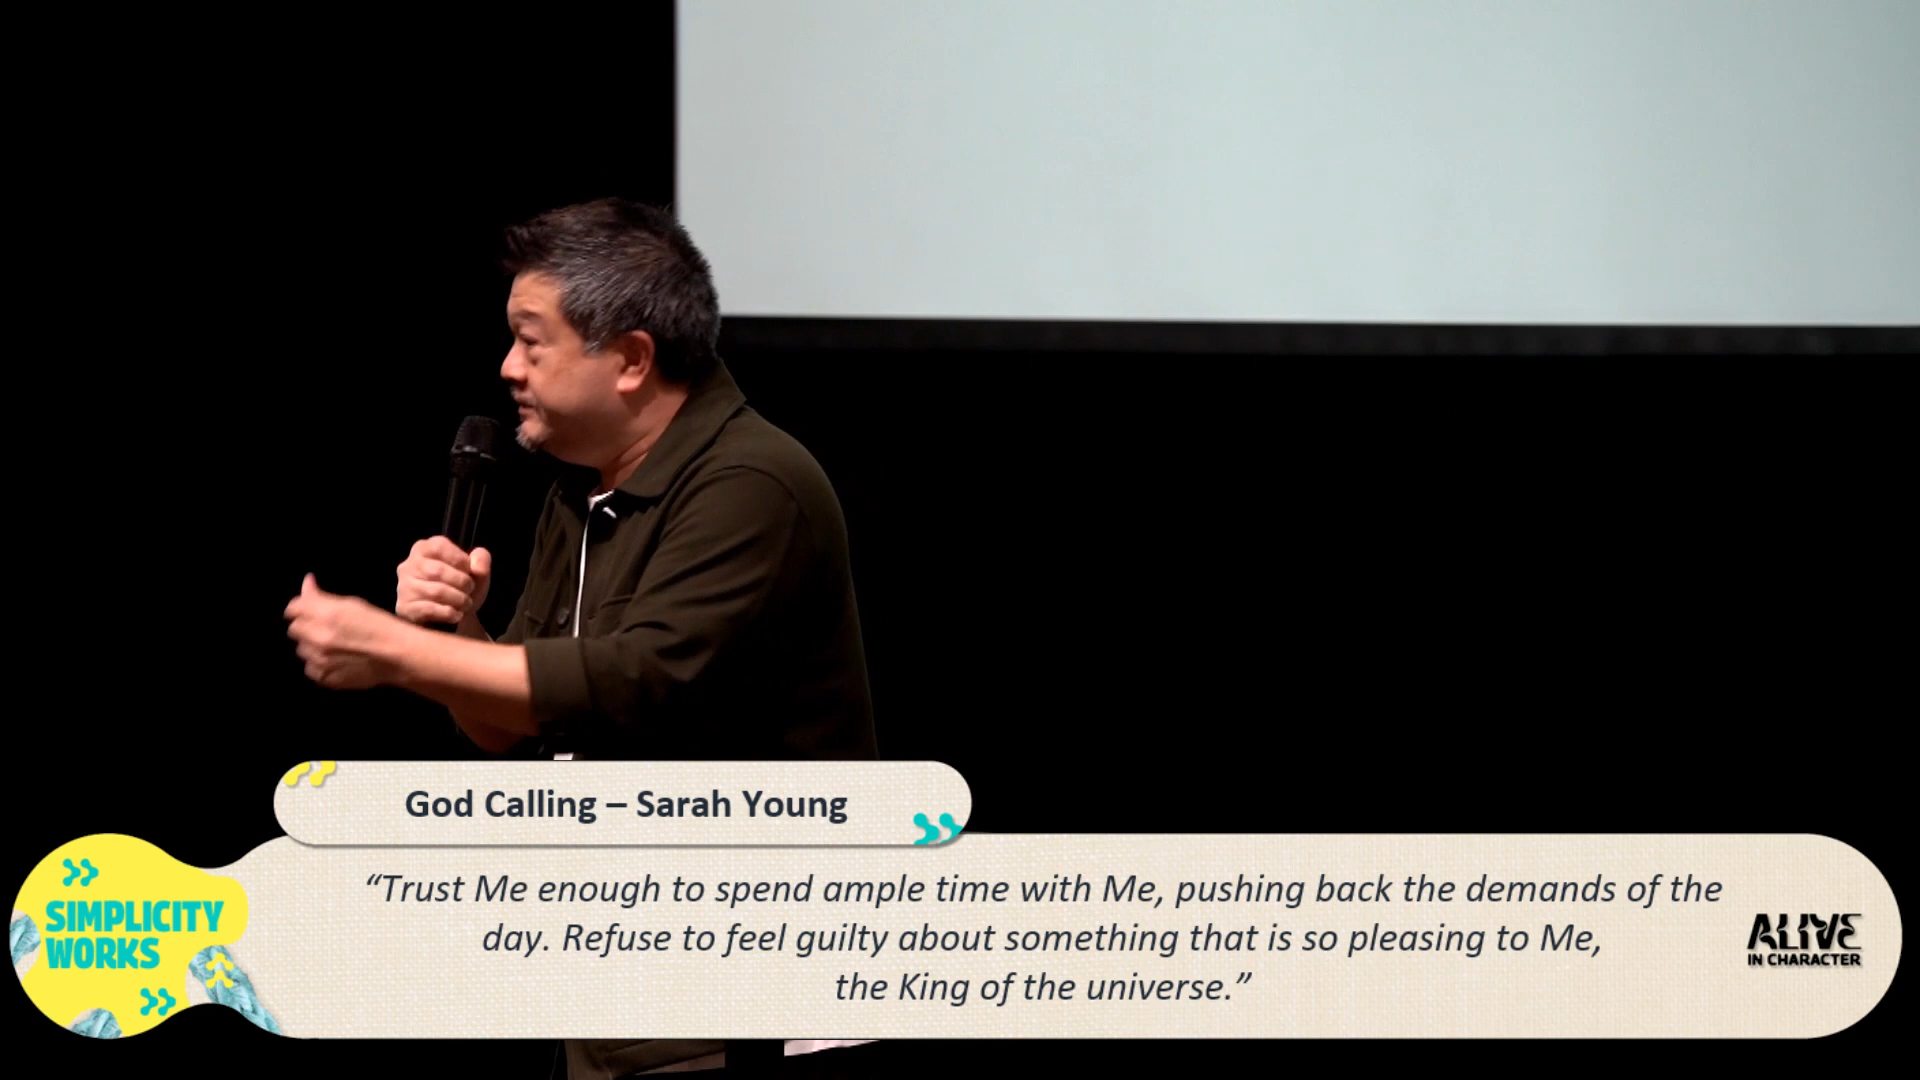 God Calling – Sarah Young
SIMPLICITY
WORKS
“Trust Me enough to spend ample time with Me, pushing back the demands of the
day. Refuse to feel guilty about something that is so pleasing to Me,
the King of the universe.”
ALIVE
IN CHARACTER